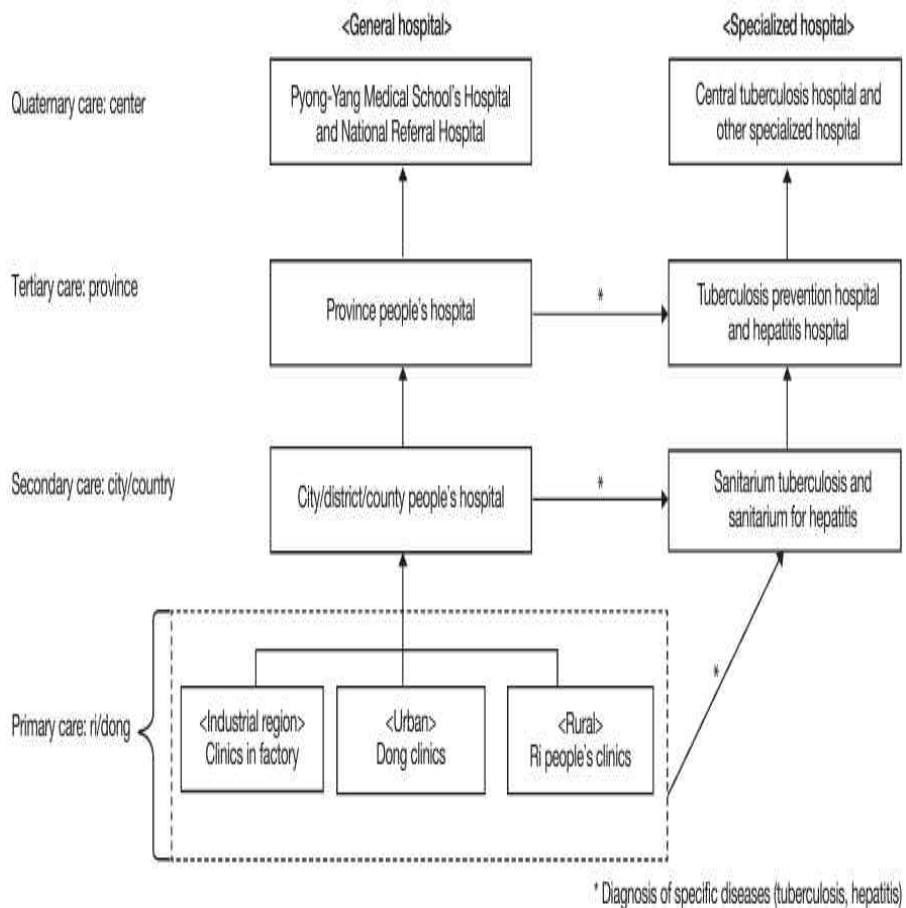 <General hospital>
<Specialized hospital>
Quaternary care: center
Pyong-Yang Medical School's Hospital
and National Referral Hospital
Central tuberculosis hospital and
other specialized hospital
Tertiary care: province
Province people's hospital
*
Tuberculosis prevention hospital
and hepatitis hospital
Secondary care: city/country
City/district/county people's hospital
*
Sanitarium tuberculosis and
sanitarium for hepatitis
*
Primary care: ri/dong
<Industrial region>
Clinics in factory
<Urban>
Dong clinics
<Rural>
Ri people's clinics
* Diagnosis of specific diseases (tuberculosis, hepatitis)